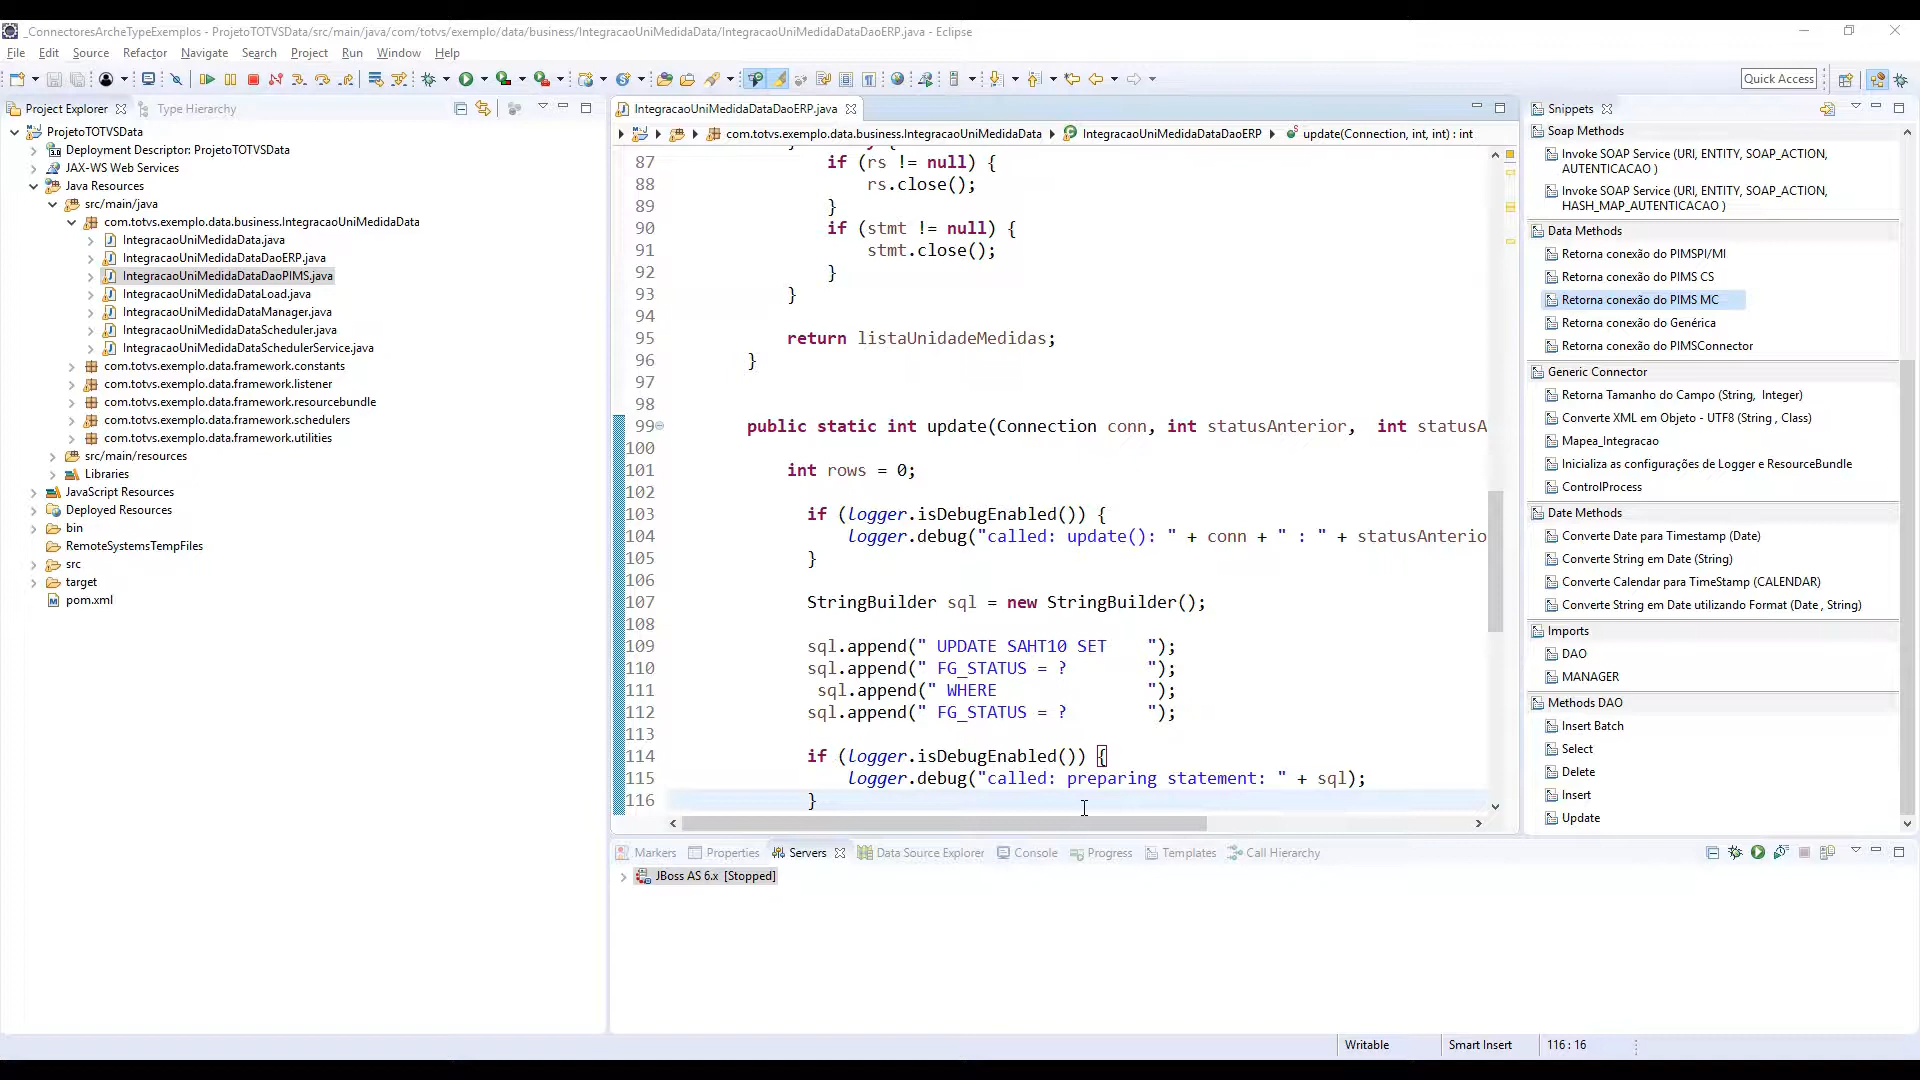 _ConnectoresArcheTypeExemplos - ProjetoTOTVSData/src/main/java/com/totvs/exemplo/data/business/IntegracaoUniMedidaData/IntegracaoUniMedidaDataDaoERP.java - Eclipse
File Edit Source Refactor Navigate Search Project Run Window Help
Quick Access
Project Explorer Type Hierarchy
ProjetoTOTVSData
Deployment Descriptor: ProjetoTOTVSData
JAX-WS Web Services
Java Resources
src/main/java
com.totvs.exemplo.data.business.IntegracaoUniMedidaData
IntegracaoUniMedidaData.java
IntegracaoUniMedidaDataDaoERP.java
IntegracaoUniMedidaDataDaoPIMS.java
IntegracaoUniMedidaDataLoad.java
IntegracaoUniMedidaDataManager.java
IntegracaoUniMedidaDataScheduler.java
IntegracaoUniMedidaDataSchedulerService.java
com.totvs.exemplo.data.framework.constants
com.totvs.exemplo.data.framework.listener
com.totvs.exemplo.data.framework.resourcebundle
com.totvs.exemplo.data.framework.schedulers
com.totvs.exemplo.data.framework.utilities
src/main/resources
Libraries
JavaScript Resources
Deployed Resources
bin
RemoteSystemsTempFiles
src
target
pom.xml
IntegracaoUniMedidaDataDaoERP.java
com.totvs.exemplo.data.business.IntegracaoUniMedidaData IntegracaoUniMedidaDataDaoERP update(Connection, int, int) : int
87 if (rs != null) {
88 rs.close();
89 }
90 if (stmt != null) {
91 stmt.close();
92 }
93 }
94
95 return listaUnidadeMedidas;
96 }
97
98
99 public static int update(Connection conn, int statusAnterior, int statusA
100
101 int rows = 0;
102
103 if (logger.isDebugEnabled()) {
104 logger.debug("called: update(): " + conn + " : " + statusAnterio
105 }
106
107 StringBuilder sql = new StringBuilder();
108
109 sql.append(" UPDATE SAHT10 SET ");
110 sql.append(" FG_STATUS = ? ");
111 sql.append(" WHERE ");
112 sql.append(" FG_STATUS = ? ");
113
114 if (logger.isDebugEnabled()) {
115 logger.debug("called: preparing statement: " + sql);
116 }
Snippets
Soap Methods
Invoke SOAP Service (URI, ENTITY, SOAP_ACTION,
AUTENTICACAO )
Invoke SOAP Service (URI, ENTITY, SOAP_ACTION,
HASH_MAP_AUTENTICACAO )
Data Methods
Retorna conexão do PIMSPI/MI
Retorna conexão do PIMS CS
Retorna conexão do PIMS MC
Retorna conexão do Genérica
Retorna conexão do PIMSConnector
Generic Connector
Retorna Tamanho do Campo (String, Integer)
Converte XML em Objeto - UTF8 (String , Class)
Mapea_Integracao
Inicializa as configurações de Logger e ResourceBundle
ControlProcess
Date Methods
Converte Date para Timestamp (Date)
Converte String em Date (String)
Converte Calendar para TimeStamp (CALENDAR)
Converte String em Date utilizando Format (Date , String)
Imports
DAO
MANAGER
Methods DAO
Insert Batch
Select
Delete
Insert
Update
Markers Properties Servers Data Source Explorer Console Progress Templates Call Hierarchy
JBoss AS 6.x [Stopped]
Writable Smart Insert 116 : 16